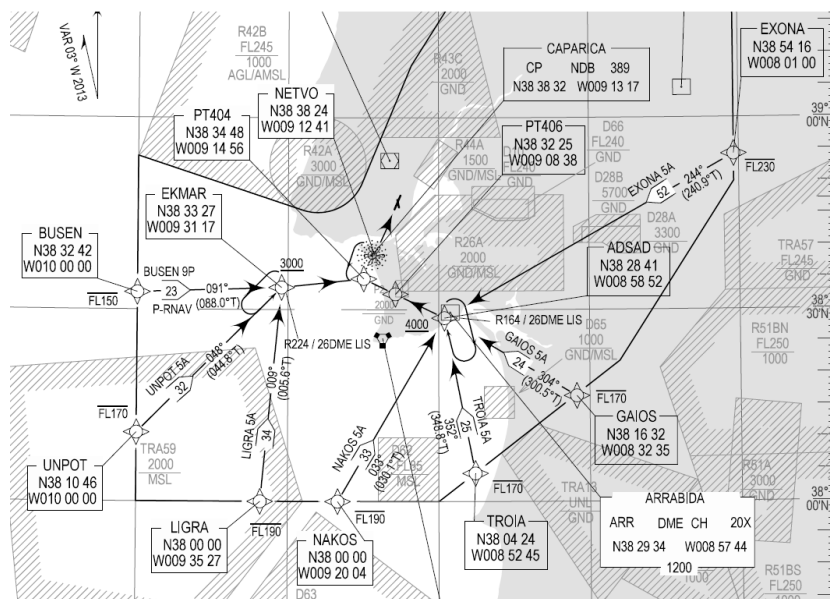 VAR 03° W 2013
R42B
FL245
1000
AGL/AMSL
NETVO
N38 38 24
W009 12 41
PT404
N38 34 48
W009 14 56
R43C
2000
GND
CAPARICA
CP NDB 389
N38 38 32 W009 13 17
EXONA
N38 54 16
W008 01 00
39°
00'N
R42A
3000
GND/MSL
R44A
1500
GND/MSL
PT406
N38 32 25
W009 08 38
D66
FL240
GND
FL240
GND
D28B
5700
GND
EXONA 5A
52
244°
(240.9°T)
FL230
EKMAR
N38 33 27
W009 31 17
BUSEN
N38 32 42
W010 00 00
D28A
3300
GND
R26A
2000
GND/MSL
ADSAD
N38 28 41
W008 58 52
TRA57
FL245
GND
BUSEN 9P
23
P-RNAV
091°
(088.0°T)
3000
FL150
2000
GND
4000
38°
30'N
R224 / 26DME LIS
R164 / 26DME LIS
D65
1000
GND/MSL
R51BN
FL250
1000
UNPOT 5A
32
048°
(044.8°T)
009°
(005.6°T)
LIGRA 5A
34
GAIOS 5A
24
304°
(300.5°T)
FL170
FL170
GAIOS
N38 16 32
W008 32 35
TRA59
2000
MSL
UNPOT
N38 10 46
W010 00 00
NAKOS 5A
33
033°
(030.1°T)
352°
(348.8°T)
TROIA 5A
25
FL85
MSL
FL170
R51A
3000
GND
38°
00'N
UNL
GND
LIGRA
N38 00 00
W009 35 27
FL190
NAKOS
N38 00 00
W009 20 04
FL190
TROIA
N38 04 24
W008 52 45
ARRABIDA
ARR DME CH 20X
N38 29 34 W008 57 44
1200
D63
1000
R51BS
FL250